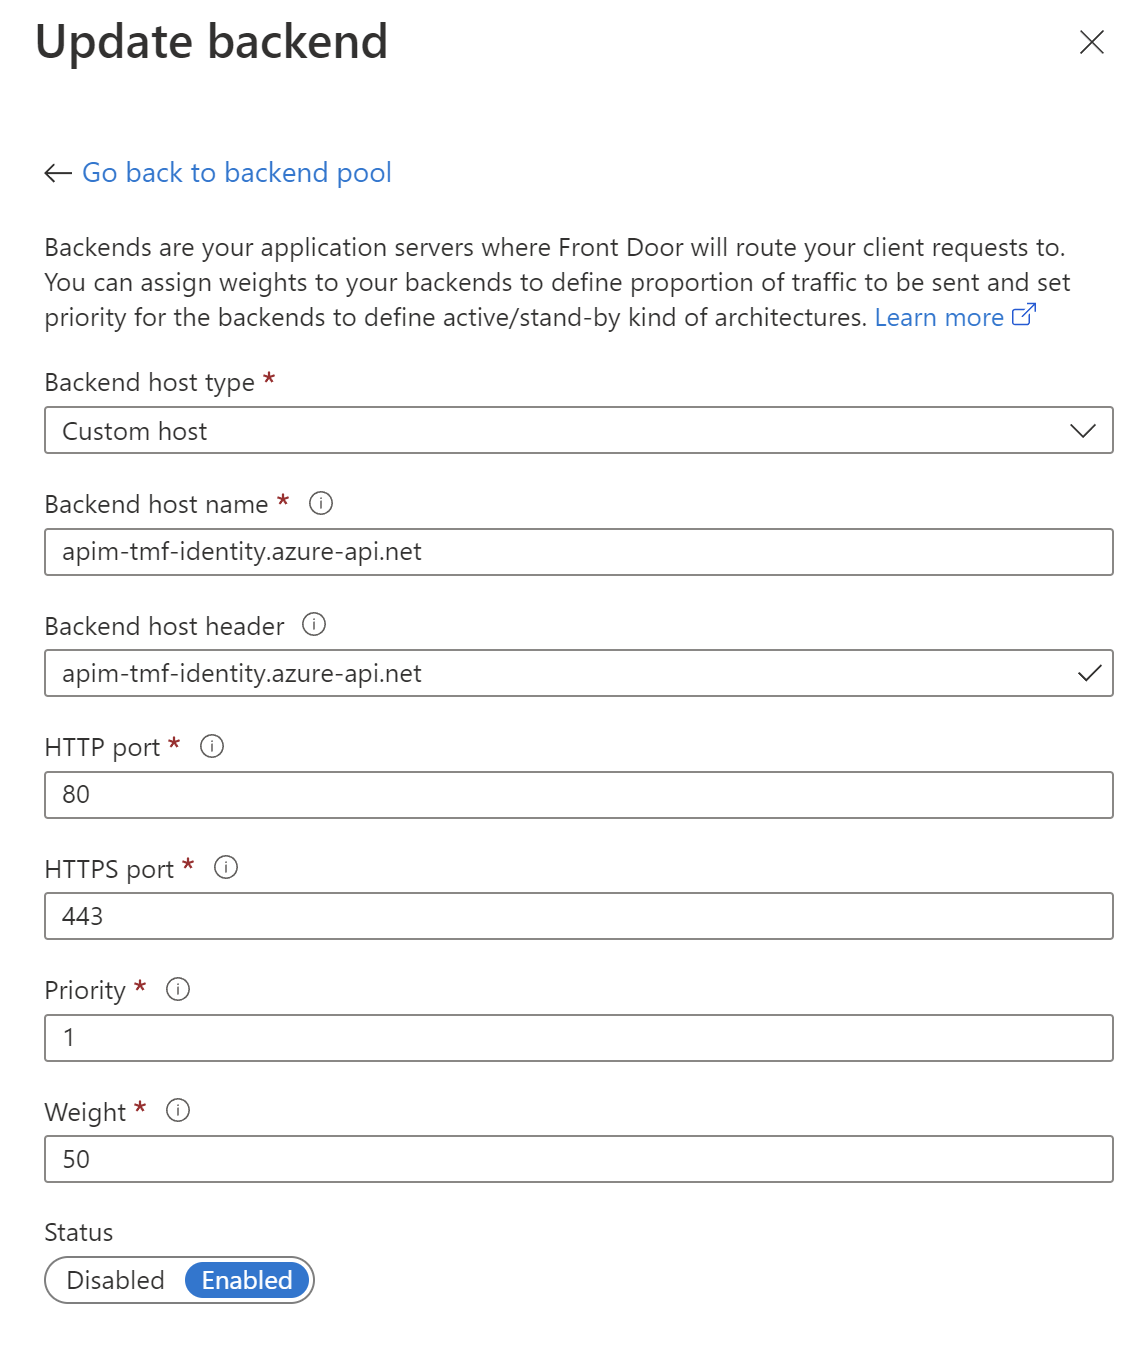 Update backend
Go back to backend pool
Backends are your application servers where Front Door will route your client requests to.
You can assign weights to your backends to define proportion of traffic to be sent and set
priority for the backends to define active/stand-by kind of architectures. Learn more
Backend host type *
Custom host
Backend host name *
apim-tmf-identity.azure-api.net
Backend host header
apim-tmf-identity.azure-api.net
HTTP port *
80
HTTPS port *
443
Priority *
1
Weight *
50
Status
Disabled Enabled